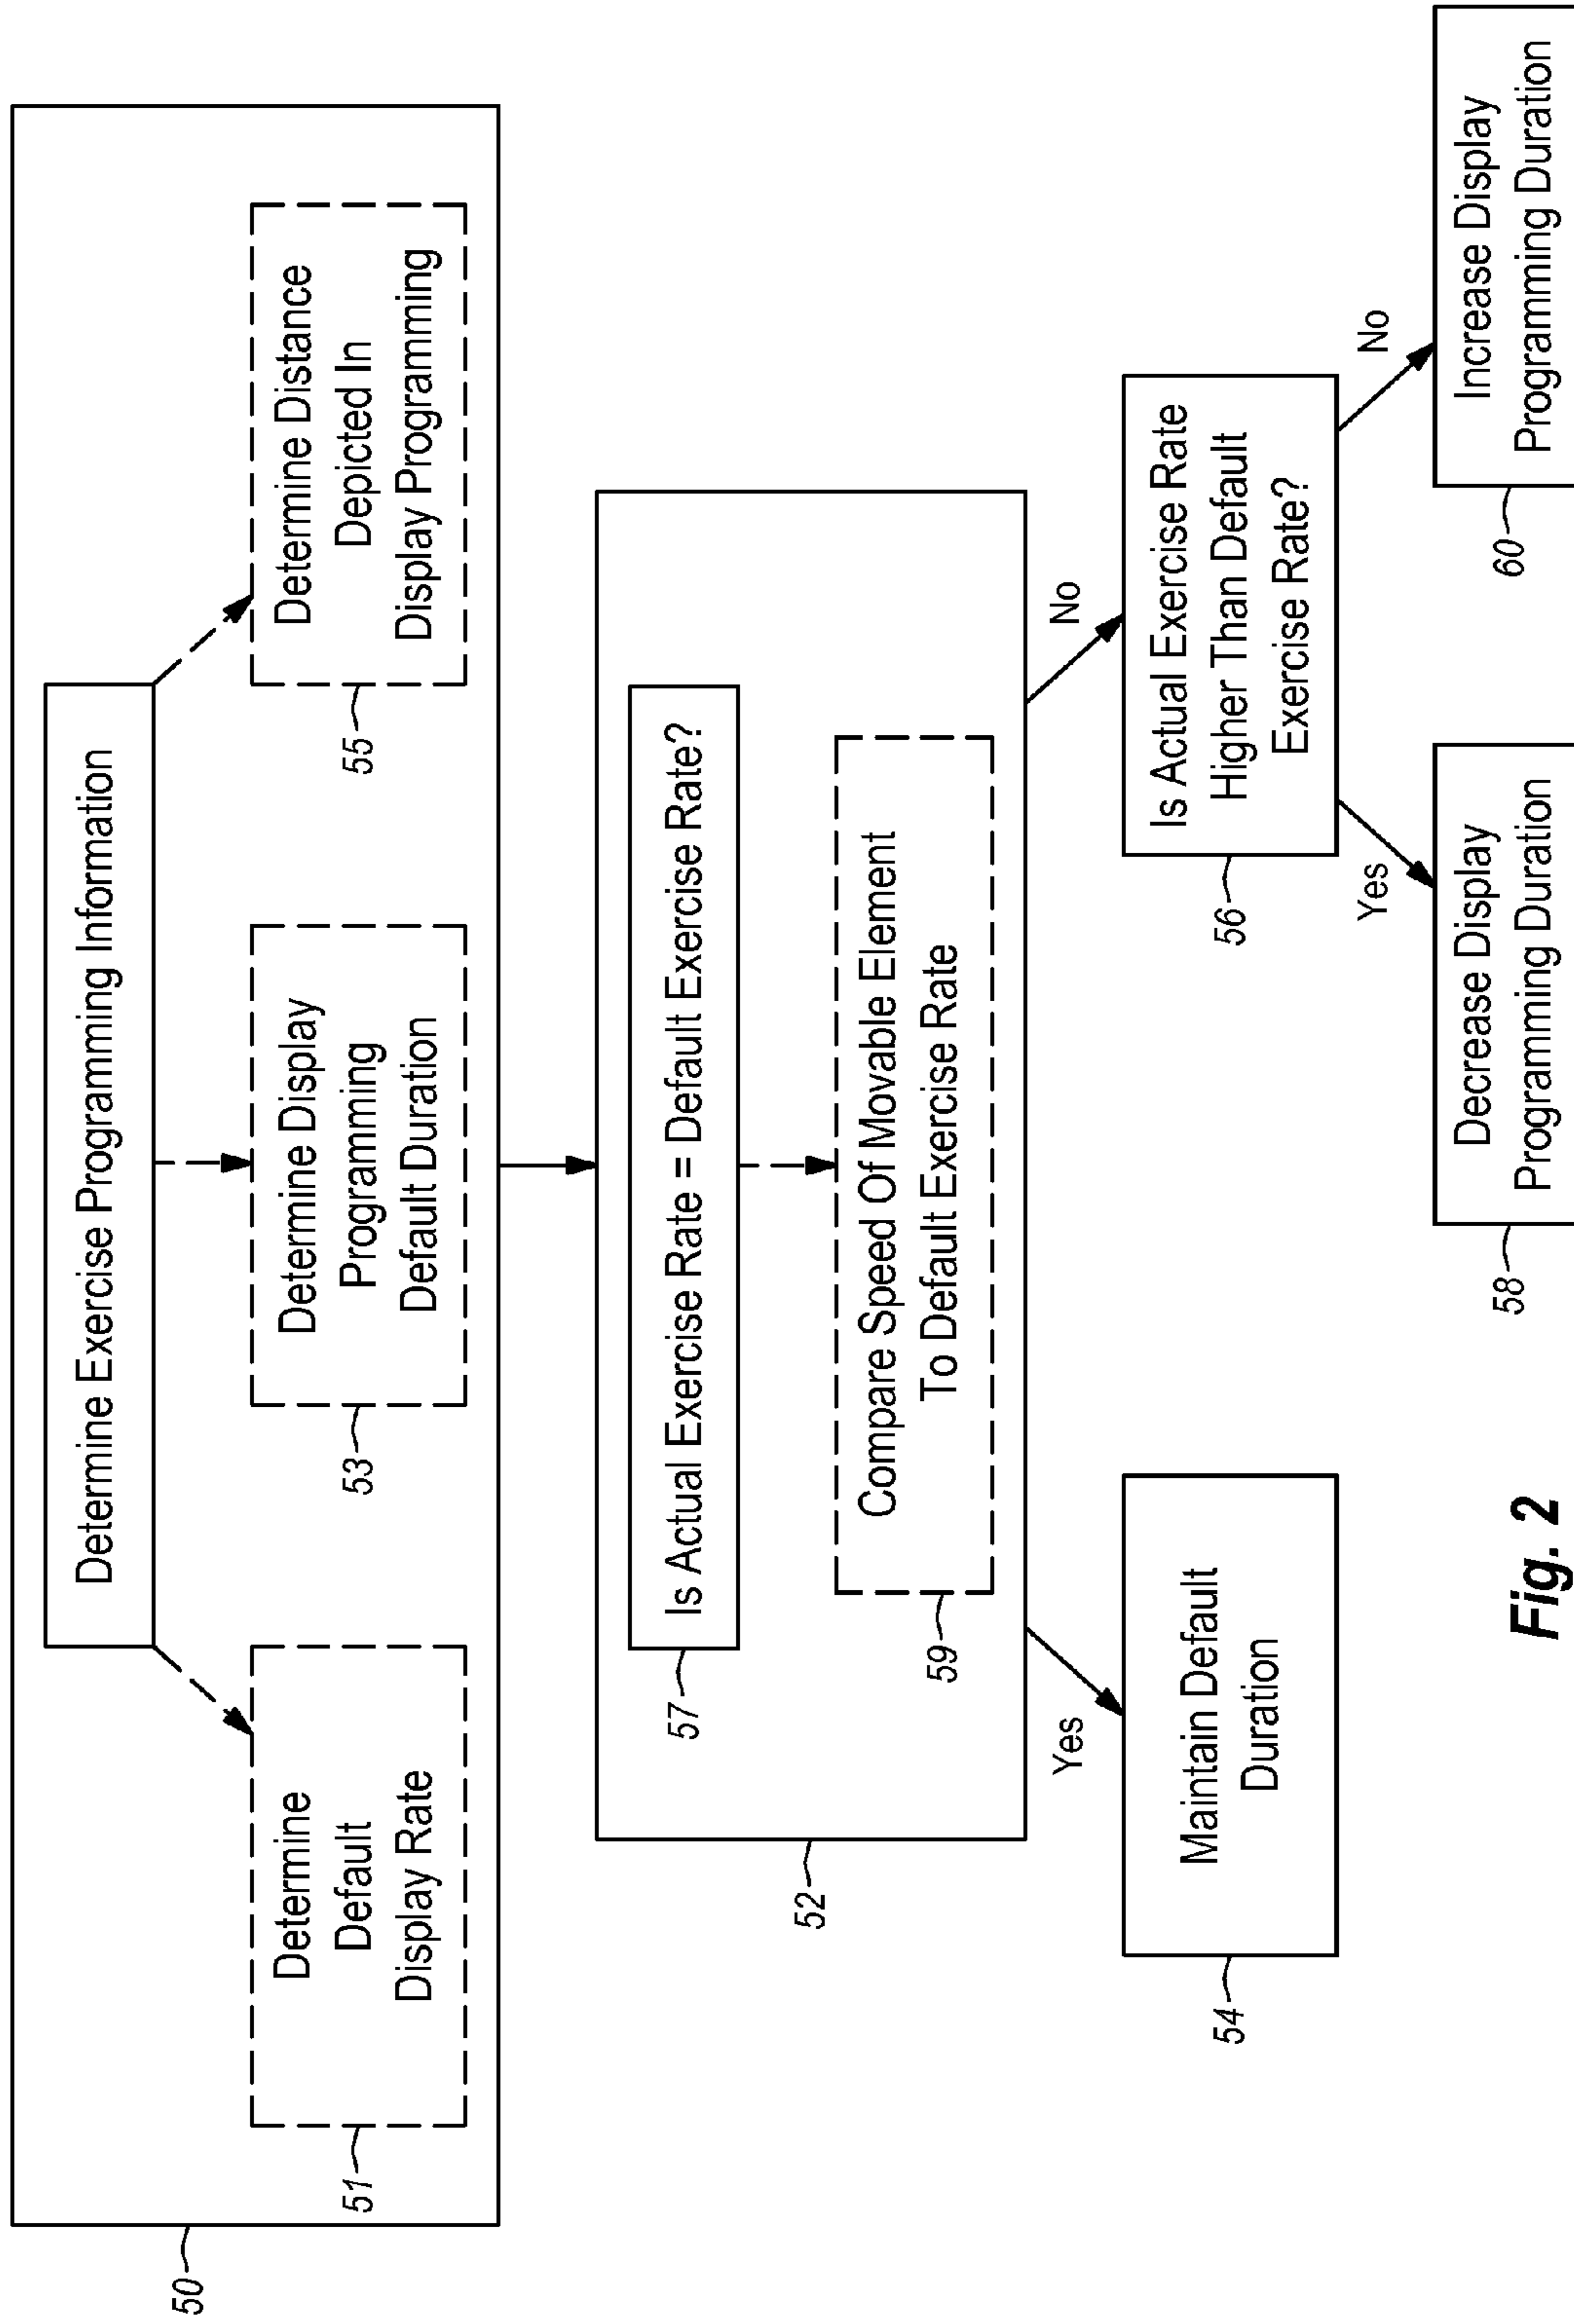 50
Determine Exercise Programming Information
51
Determine
Default
Display Rate
53
Determine Display
Programming
Default Duration
55
Determine Distance
Depicted In
Display Programming
52
57
Is Actual Exercise Rate = Default Exercise Rate?
59
Compare Speed Of Movable Element
To Default Exercise Rate
Yes
No
54
Maintain Default
Duration
56
Is Actual Exercise Rate
Higher Than Default
Exercise Rate?
Yes
No
58
Decrease Display
Programming Duration
60
Increase Display
Programming Duration
Fig. 2